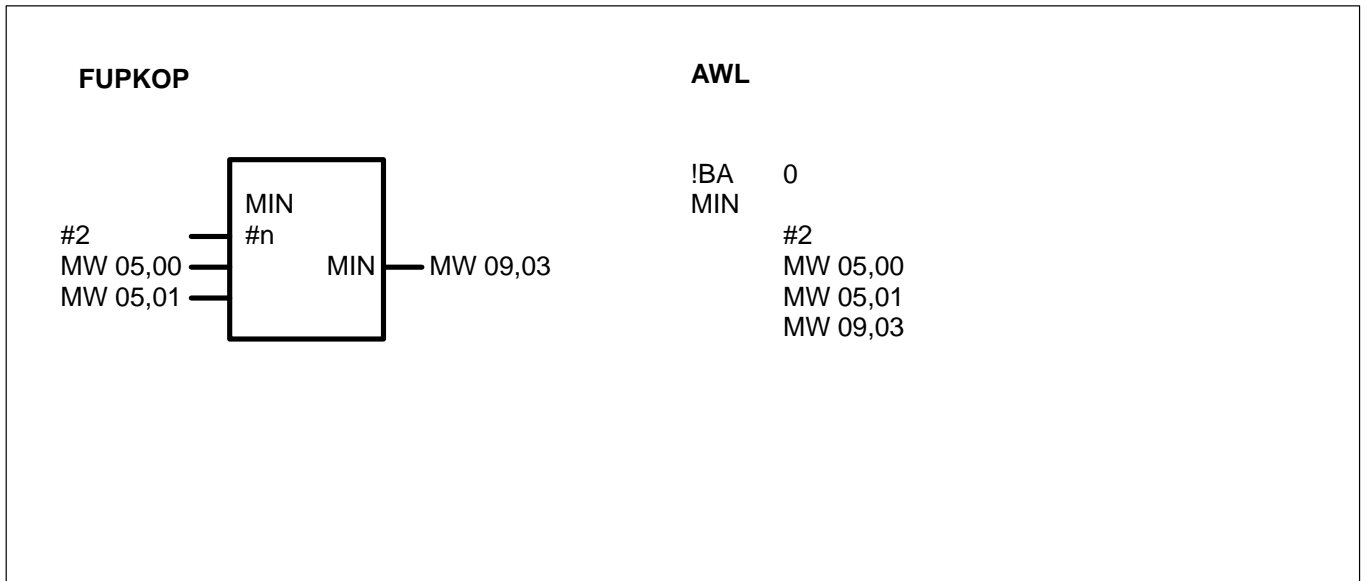 FUPKOP
MIN
#2 #n
MW 05,00 MIN MW 09,03
MW 05,01
AWL
!BA 0
MIN
#2
MW 05,00
MW 05,01
MW 09,03